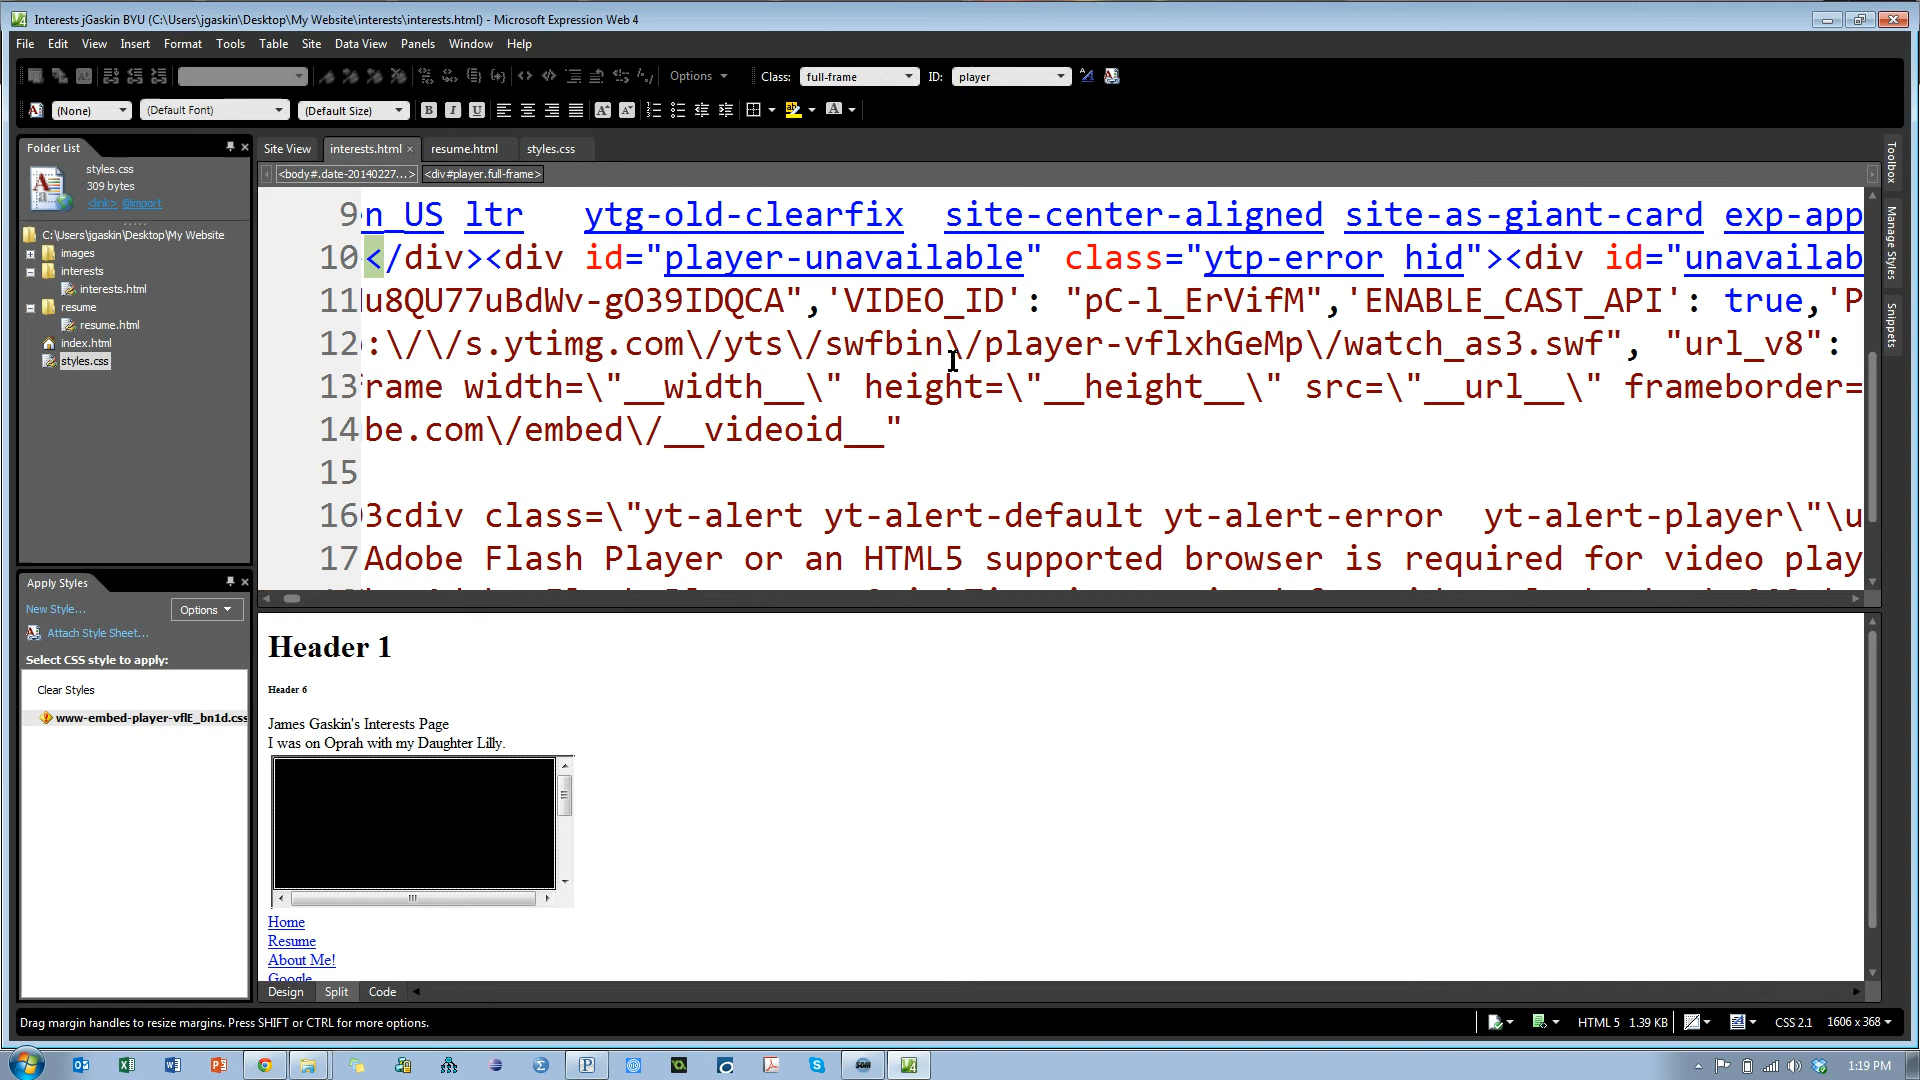 Interests jGaskin BYU (C:\Users\jgaskin\Desktop\My Website\interests\interests.html) - Microsoft Expression Web 4
File Edit View Insert Format Tools Table Site Data View Panels Window Help
Options Class: full-frame ID: player
(None) (Default Font) (Default Size) B I U
Folder List
styles.css
309 bytes
<link> @import
C:\Users\jgaskin\Desktop\My Website
images
interests
interests.html
resume
resume.html
index.html
styles.css
Apply Styles
New Style...
Options
Attach Style Sheet...
Select CSS style to apply:
Clear Styles
www-embed-player-vflE_bn1d.css
Site View interests.html resume.html styles.css
<body#.date-20140227...> <div#player.full-frame>
9 n_US ltr ytg-old-clearfix site-center-aligned site-as-giant-card exp-app
10 </div><div id="player-unavailable" class="ytp-error hid"><div id="unavailab
11 u8QU77uBdWv-gO39IDQCA",'VIDEO_ID': "pC-l_ErVifM",'ENABLE_CAST_API': true,'P
12 :\/\/s.ytimg.com\/yts\/swfbin\/player-vflxhGeMp\/watch_as3.swf", "url_v8":
13 rame width=\"__width__\" height=\"__height__\" src=\"__url__\" frameborder=
14 be.com\/embed\/__videoid__"
15
16 3cdiv class=\"yt-alert yt-alert-default yt-alert-error yt-alert-player\"\u
17 Adobe Flash Player or an HTML5 supported browser is required for video play
Header 1
Header 6
James Gaskin's Interests Page
I was on Oprah with my Daughter Lilly.
Home
Resume
About Me!
Google
Design Split Code
Toolbox
Manage Styles
Snippets
Drag margin handles to resize margins. Press SHIFT or CTRL for more options.
HTML 5 1.39 KB CSS 2.1 1606 x 368
1:19 PM